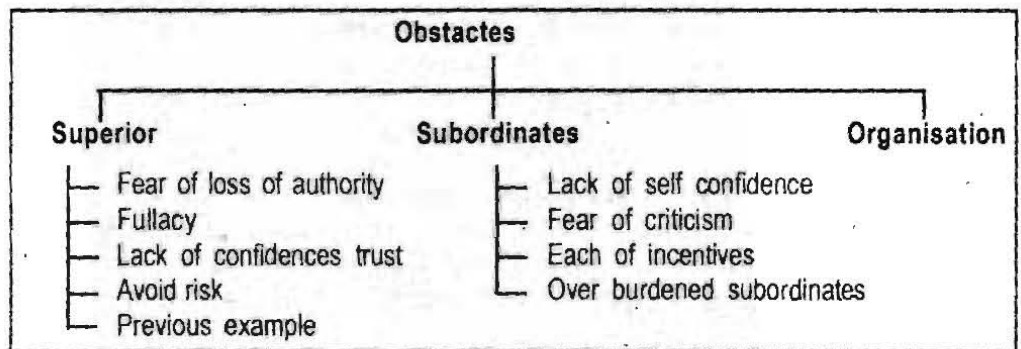 Obstactes
Superior
Fear of loss of authority
Fullacy
Lack of confidences trust
Avoid risk
Previous example
Subordinates
Lack of self confidence
Fear of criticism
Each of incentives
Over burdened subordinates
Organisation